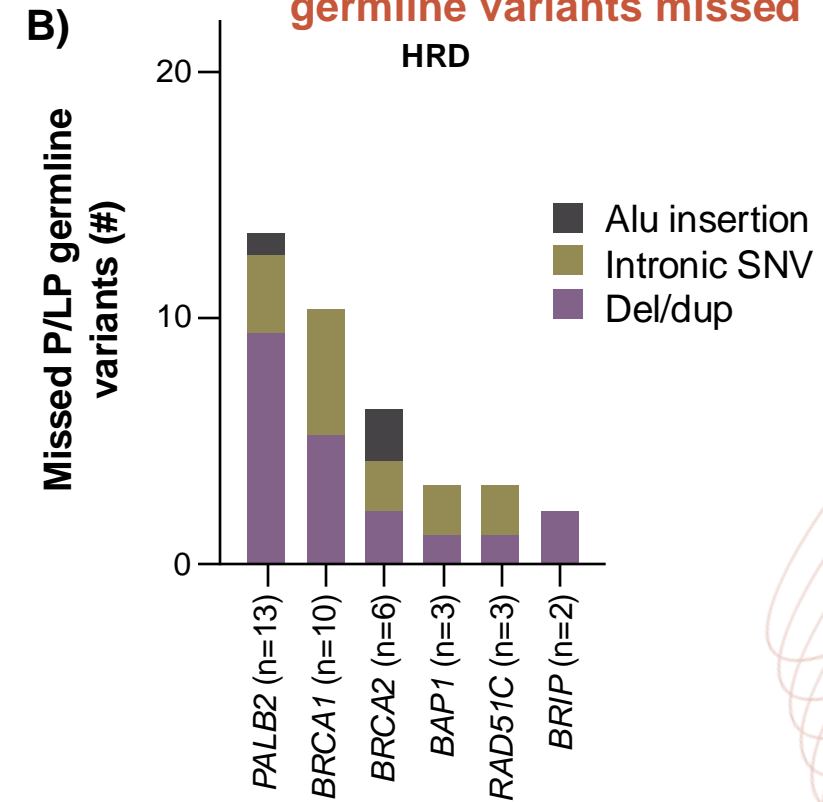 germline variants missed
B)
HRD
20
10
0
Missed P/LP germline
variants (#)
Alu insertion
Intronic SNV
Del/dup
PALB2 (n=13)
BRCA1 (n=10)
BRCA2 (n=6)
BAP1 (n=3)
RAD51C (n=3)
BRIP (n=2)